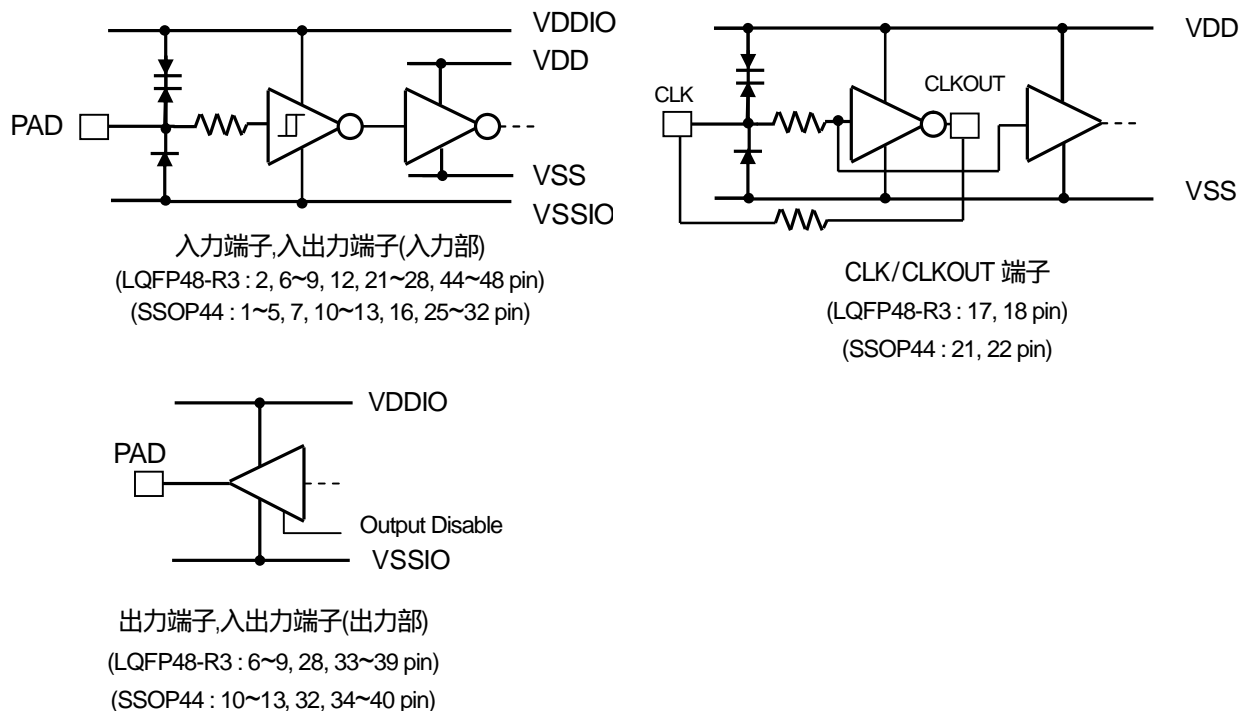 VDDIO
VDD
PAD
VSS
VSSIO
入力端子,入出力端子(入力部)
(LQFP48-R3 : 2, 6~9, 12, 21~28, 44~48 pin)
(SSOP44 : 1~5, 7, 10~13, 16, 25~32 pin)
VDD
CLK
CLKOUT
VSS
CLK/CLKOUT 端子
(LQFP48-R3 : 17, 18 pin)
(SSOP44 : 21, 22 pin)
VDDIO
PAD
Output Disable
VSSIO
出力端子,入出力端子(出力部)
(LQFP48-R3 : 6~9, 28, 33~39 pin)
(SSOP44 : 10~13, 32, 34~40 pin)